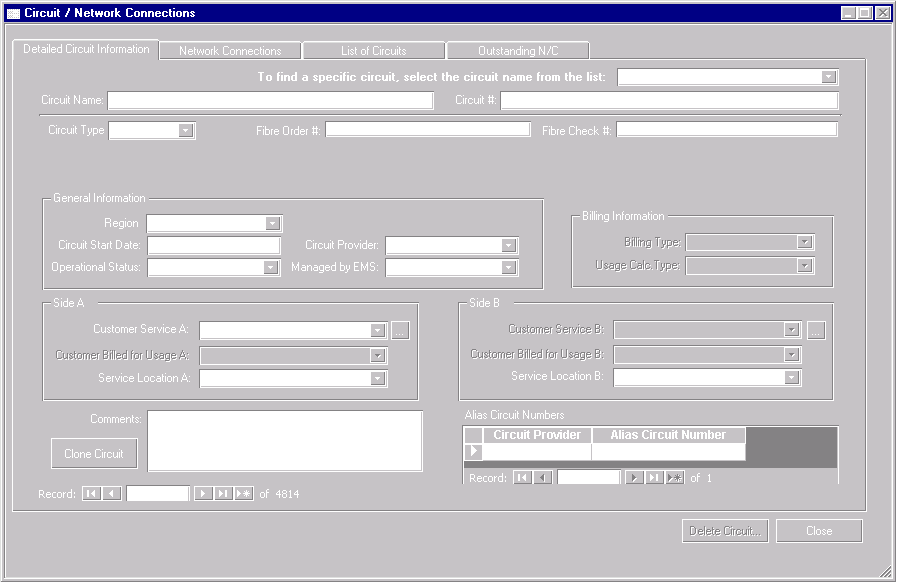 Circuit / Network Connections
Detailed Circuit Information Network Connections List of Circuits Outstanding N/C
To find a specific circuit, select the circuit name from the list:
Circuit Name: Circuit #:
Circuit Type Fibre Order #: Fibre Check #:
General Information
Region
Circuit Start Date: Circuit Provider:
Operational Status: Managed by EMS:
Billing Information
Billing Type:
Usage Calc.Type:
Side A
Customer Service A: ...
Customer Billed for Usage A:
Service Location A:
Side B
Customer Service B: ...
Customer Billed for Usage B:
Service Location B:
Comments:
Clone Circuit
Alias Circuit Numbers
Circuit Provider Alias Circuit Number
Record: of 1
Record: of 4814
Delete Circuit... Close